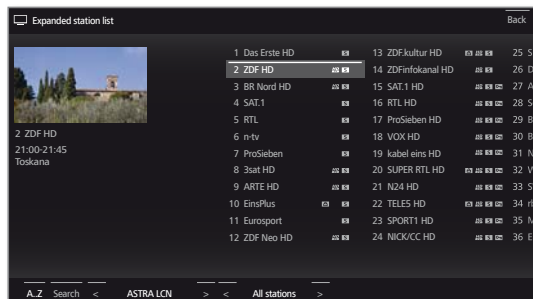 Expanded station list
Back
2 ZDF HD
21:00-21:45
Toskana
1 Das Erste HD
2 ZDF HD
3 BR Nord HD
4 SAT.1
5 RTL
6 n-tv
7 ProSieben
8 3sat HD
9 ARTE HD
10 EinsPlus
11 Eurosport
12 ZDF Neo HD
13 ZDF.kultur HD
14 ZDFinfokanal HD
15 SAT.1 HD
16 RTL HD
17 ProSieben HD
18 VOX HD
19 kabel eins HD
20 SUPER RTL HD
21 N24 HD
22 TELE5 HD
23 SPORT1 HD
24 NICK/CC HD
25 S
26 D
27 A
28 S
29 B
30 B
31 N
32 V
33 S
34 r
35 M
36 E
A..Z Search < ASTRA LCN > < All stations >